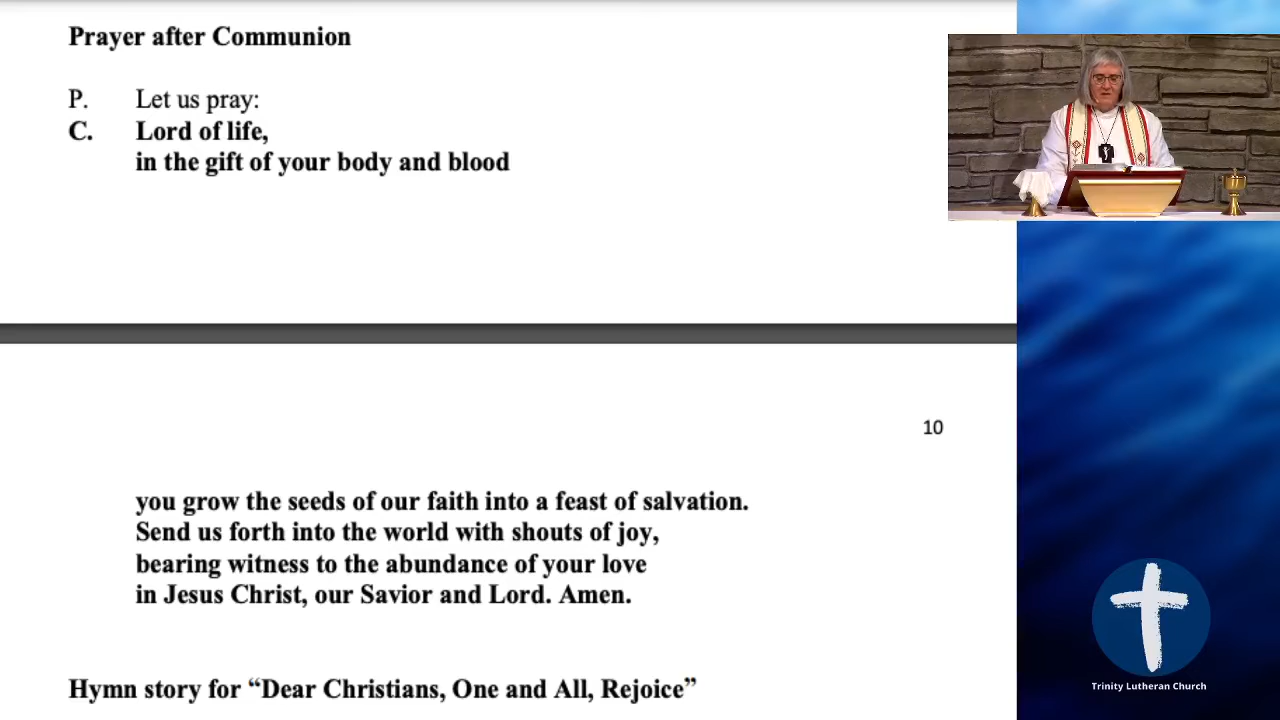 Prayer after Communion
P. Let us pray:
C. Lord of life,
in the gift of your body and blood
10
you grow the seeds of our faith into a feast of salvation.
Send us forth into the world with shouts of joy,
bearing witness to the abundance of your love
in Jesus Christ, our Savior and Lord. Amen.
Hymn story for “Dear Christians, One and All, Rejoice”
Trinity Lutheran Church